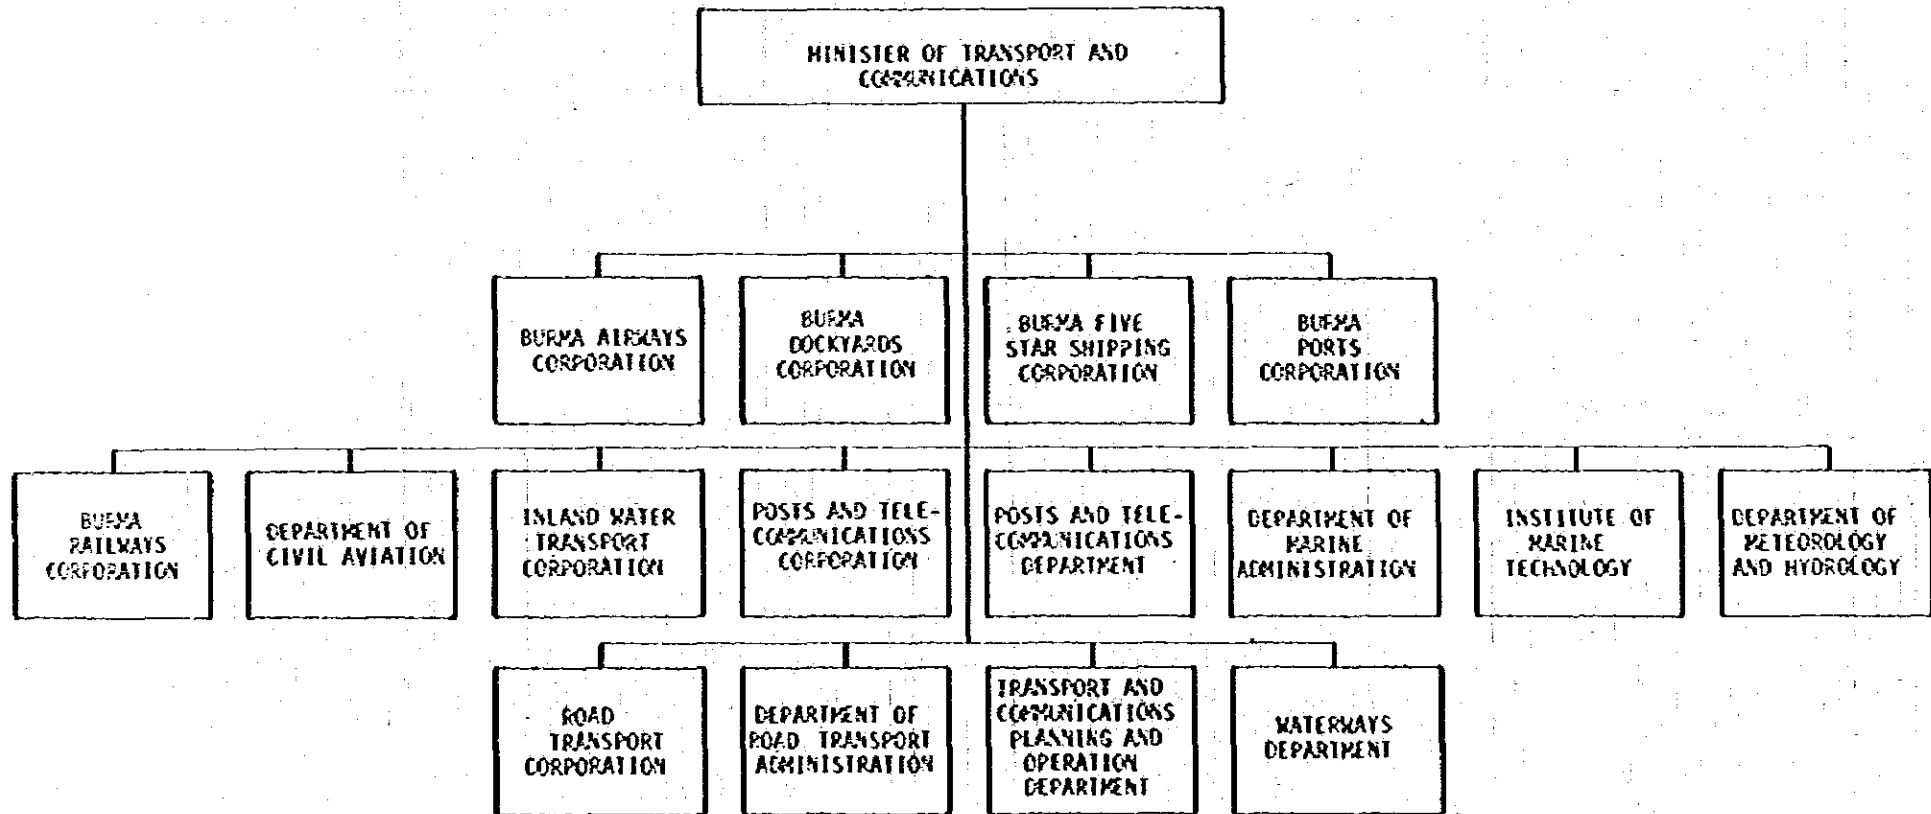 MINISTER OF TRANSPORT AND
COMMUNICATIONS
BURMA AIRWAYS
CORPORATION
BURMA
DOCKYARDS
CORPORATION
BURMA FIVE
STAR SHIPPING
CORPORATION
BURMA
PORTS
CORPORATION
BURMA
RAILWAYS
CORPORATION
DEPARTMENT OF
CIVIL AVIATION
INLAND WATER
TRANSPORT
CORPORATION
POSTS AND TELE-
COMMUNICATIONS
CORPORATION
POSTS AND TELE-
COMMUNICATIONS
DEPARTMENT
DEPARTMENT OF
MARINE
ADMINISTRATION
INSTITUTE OF
MARINE
TECHNOLOGY
DEPARTMENT OF
METEOROLOGY
AND HYDROLOGY
ROAD
TRANSPORT
CORPORATION
DEPARTMENT OF
ROAD TRANSPORT
ADMINISTRATION
TRANSPORT AND
COMMUNICATIONS
PLANNING AND
OPERATION
DEPARTMENT
WATERWAYS
DEPARTMENT